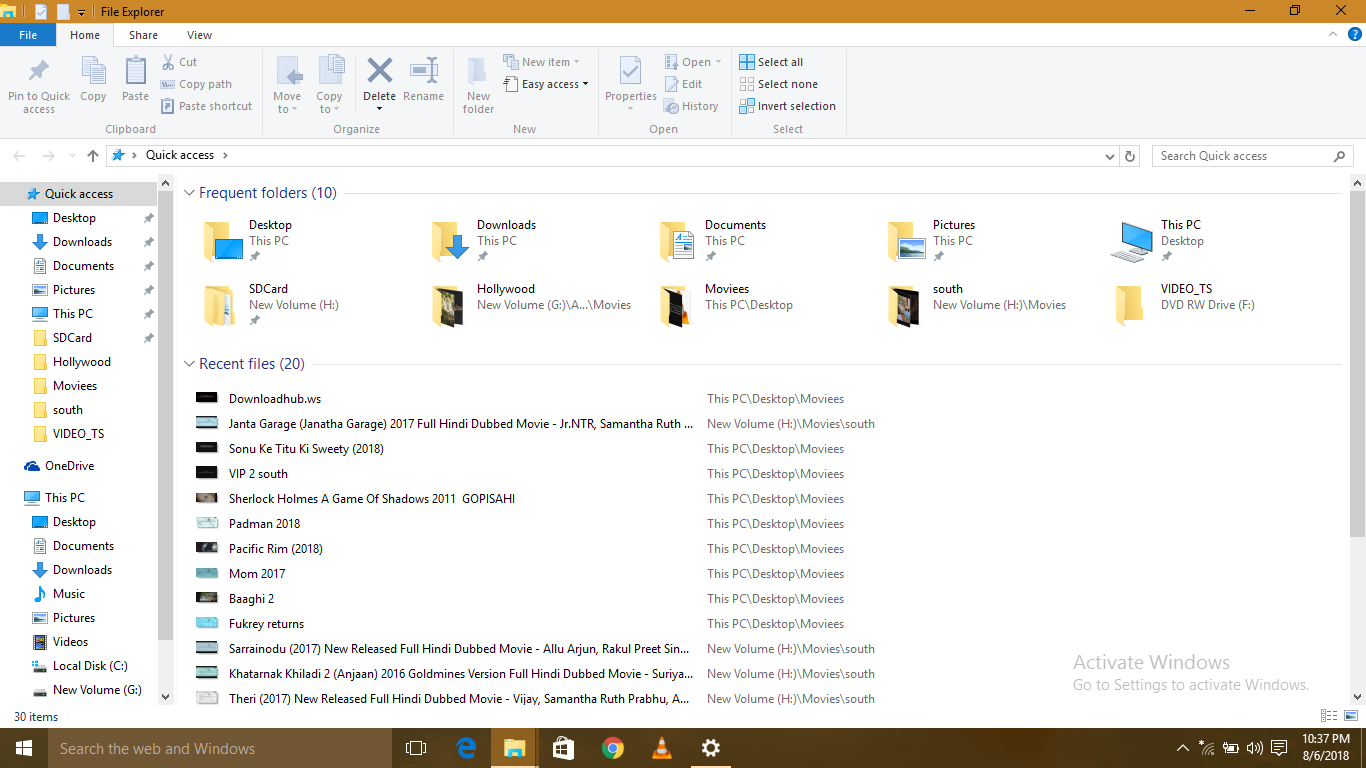 File Explorer
File Home Share View
Pin to Quick access
Copy
Paste
Cut
Copy path
Paste shortcut
Clipboard
Move to
Copy to
Delete
Rename
Organize
New folder
New item
Easy access
New
Properties
Open
Edit
History
Open
Select all
Select none
Invert selection
Select
Quick access
Search Quick access
Quick access
Desktop
Downloads
Documents
Pictures
This PC
SDCard
Hollywood
Moviees
south
VIDEO_TS
OneDrive
This PC
Desktop
Documents
Downloads
Music
Pictures
Videos
Local Disk (C:)
New Volume (G:)
Frequent folders (10)
Desktop
This PC
Downloads
This PC
Documents
This PC
Pictures
This PC
This PC
Desktop
SDCard
New Volume (H:)
Hollywood
New Volume (G:)\A...\Movies
Moviees
This PC\Desktop
south
New Volume (H:)\Movies
VIDEO_TS
DVD RW Drive (F:)
Recent files (20)
Downloadhub.ws This PC\Desktop\Moviees
Janta Garage (Janatha Garage) 2017 Full Hindi Dubbed Movie - Jr.NTR, Samantha Ruth ... New Volume (H:)\Movies\south
Sonu Ke Titu Ki Sweety (2018) This PC\Desktop\Moviees
VIP 2 south This PC\Desktop\Moviees
Sherlock Holmes A Game Of Shadows 2011 GOPISAHI This PC\Desktop\Moviees
Padman 2018 This PC\Desktop\Moviees
Pacific Rim (2018) This PC\Desktop\Moviees
Mom 2017 This PC\Desktop\Moviees
Baaghi 2 This PC\Desktop\Moviees
Fukrey returns This PC\Desktop\Moviees
Sarrainodu (2017) New Released Full Hindi Dubbed Movie - Allu Arjun, Rakul Preet Sin... New Volume (H:)\Movies\south
Khatarnak Khiladi 2 (Anjaan) 2016 Goldmines Version Full Hindi Dubbed Movie - Suriya... New Volume (H:)\Movies\south
Theri (2017) New Released Full Hindi Dubbed Movie - Vijay, Samantha Ruth Prabhu, A... New Volume (H:)\Movies\south
Activate Windows
Go to Settings to activate Windows.
30 items
Search the web and Windows
10:37 PM
8/6/2018